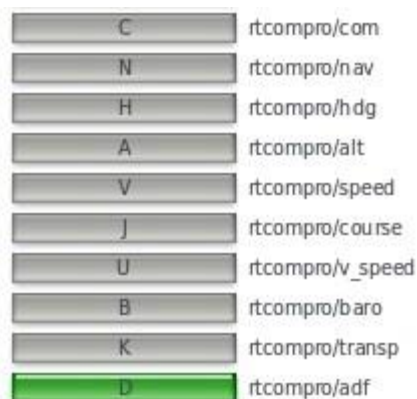 C rtcompro/com
N rtcompro/nav
H rtcompro/hdg
A rtcompro/alt
V rtcompro/speed
J rtcompro/course
U rtcompro/v_speed
B rtcompro/baro
K rtcompro/transp
D rtcompro/adf